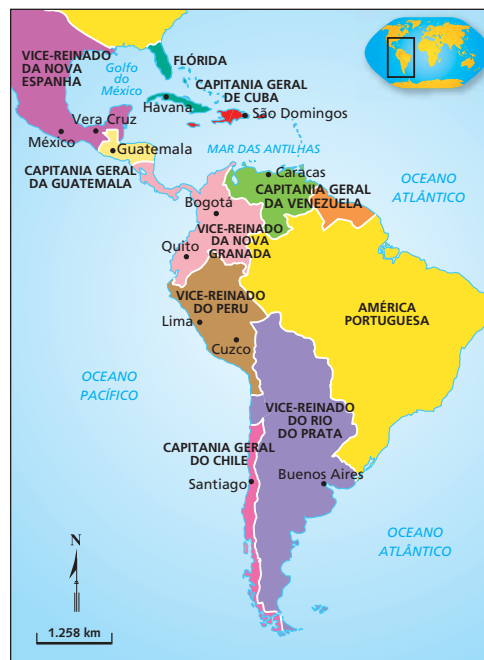 VICE-REINADO
DA NOVA
ESPANHA
Golfo
do
México
FLÓRIDA
CAPITANIA GERAL
DE CUBA
Havana
São Domingos
Vera Cruz
México
Guatemala
MAR DAS ANTILHAS
CAPITANIA GERAL
DA GUATEMALA
Caracas
CAPITANIA GERAL
DA VENEZUELA
OCEANO
ATLÂNTICO
Bogotá
VICE-REINADO
DA NOVA
GRANADA
Quito
VICE-REINADO
DO PERU
Lima
Cuzco
AMÉRICA
PORTUGUESA
OCEANO
PACÍFICO
VICE-REINADO
DO RIO
DO PRATA
CAPITANIA GERAL
DO CHILE
Santiago
Buenos Aires
OCEANO
ATLÂNTICO
N
1.258 km